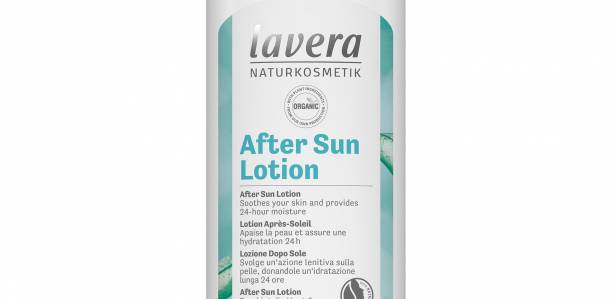 lavera
NATURKOSMETIK
ORGANIC
After Sun
Lotion
After Sun Lotion
Soothes your skin and provides
24-hour moisture
Lotion Après-Soleil
Apaise la peau et assure une
hydratation 24 h
Lozione Dopo Sole
Svolge un'azione lenitiva sulla
pelle, donandole un'idratazione
lunga 24 ore
After Sun Lotion